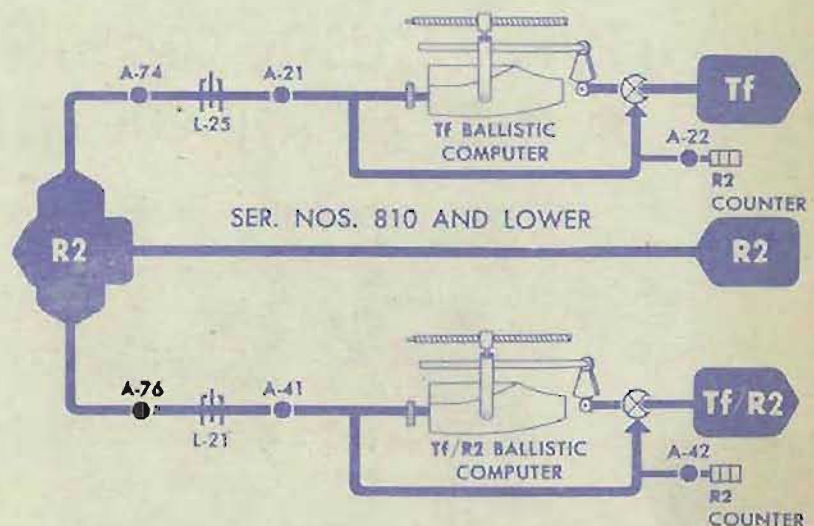 A-74
L-25
A-21
Tf BALLISTIC
COMPUTER
Tf
A-22
R2
COUNTER
SER. NOS. 810 AND LOWER
R2
R2
A-76
L-21
A-41
Tf/R2 BALLISTIC
COMPUTER
Tf/R2
A-42
R2
COUNTER